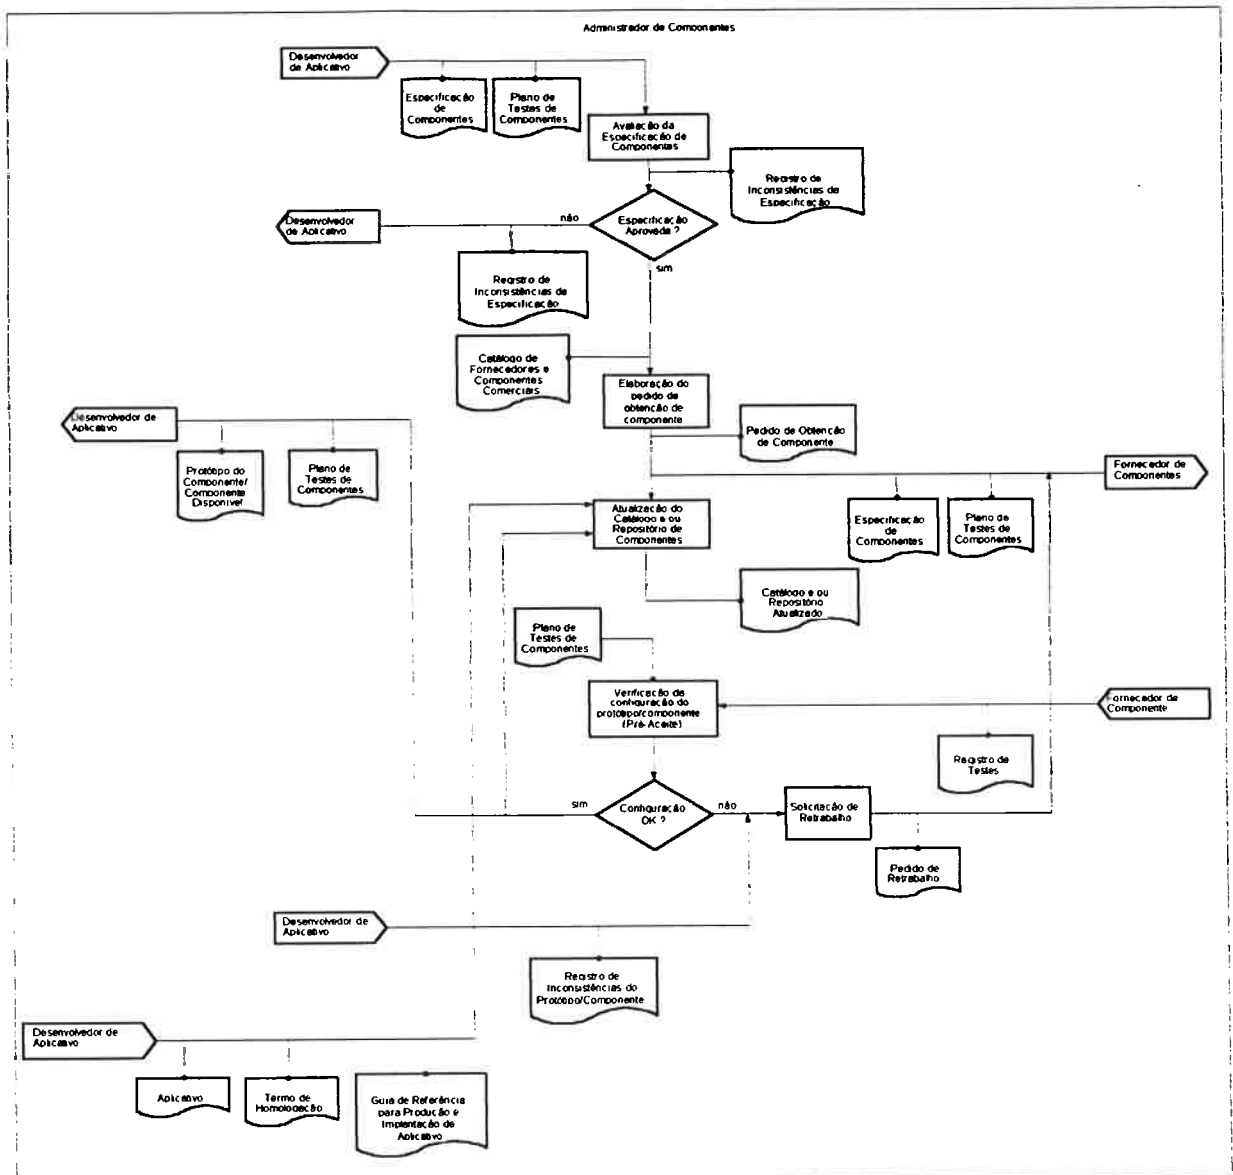 Administrador de Componentes
Desenvolvedor
de Aplicativo
Especificação
de
Componentes
Plano de
Testes de
Componentes
Avaliação da
Especificação de
Componentes
Registro de
Inconsistências de
Especificação
Desenvolvedor
de Aplicativo
não
Especificação
Aprovada ?
sim
Registro de
Inconsistências de
Especificação
Catálogo de
Fornecedores e
Componentes
Comerciais
Elaboração do
pedido de
obtenção de
componente
Desenvolvedor de
Aplicativo
Pedido de Obtenção
de Componente
Protótipo do
Componente/
Componente
Disponível
Plano de
Testes de
Componentes
Fornecedor de
Componentes
Atualização do
Catálogo e ou
Repositório de
Componentes
Especificação
de
Componentes
Plano de
Testes de
Componentes
Catálogo e ou
Repositório
Atualizado
Plano de
Testes de
Componentes
Verificação da
configuração do
protótipo/componente
(Pré-Aceite)
Fornecedor de
Componente
Registro de
Testes
sim
Configuração
OK ?
não
Solicitação de
Retrabalho
Pedido de
Retrabalho
Desenvolvedor de
Aplicativo
Registro de
Inconsistências do
Protótipo/Componente
Desenvolvedor de
Aplicativo
Aplicativo
Termo de
Homologação
Guia de Referência
para Produção e
Implantação de
Aplicativo